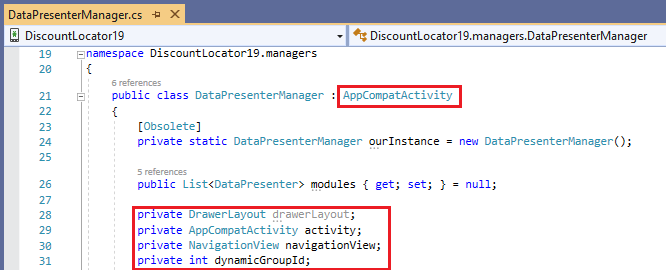 DataPresenterManager.cs
DiscountLocator19 DiscountLocator19.managers.DataPresenterManager
19 namespace DiscountLocator19.managers
20 {
6 references
21 public class DataPresenterManager : AppCompatActivity
22 {
23 [Obsolete]
24 private static DataPresenterManager ourInstance = new DataPresenterManager();
25
5 references
26 public List<DataPresenter> modules { get; set; } = null;
27
28 private DrawerLayout drawerLayout;
29 private AppCompatActivity activity;
30 private NavigationView navigationView;
31 private int dynamicGroupId;